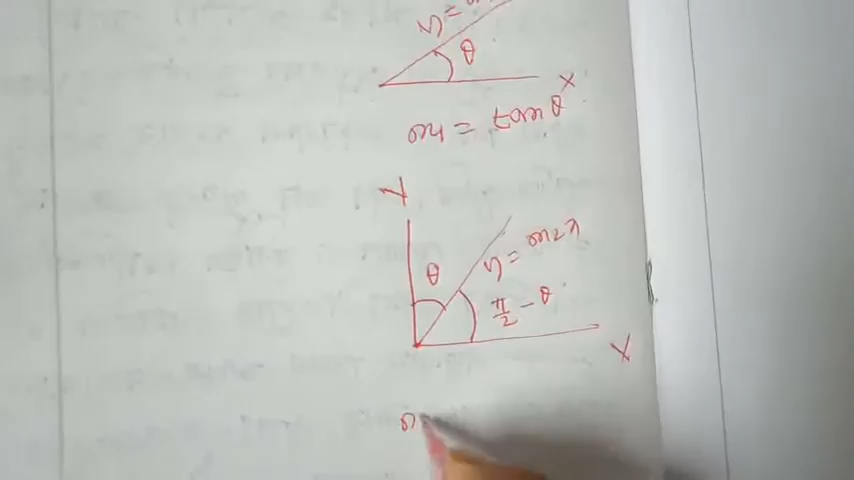 y = m
θ
X
m₁ = tan θ
Y
y = m₂x
θ
π/2 - θ
X
m